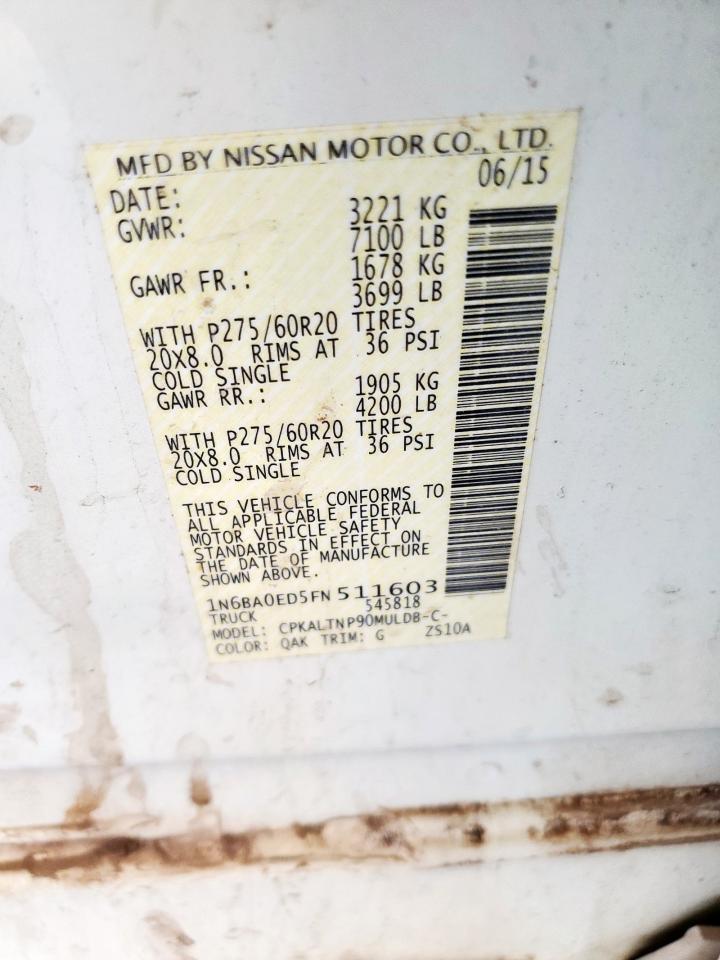 MFD BY NISSAN MOTOR CO., LTD.
DATE: 06/15
GVWR: 3221 KG
7100 LB
GAWR FR.: 1678 KG
3699 LB
WITH P275/60R20 TIRES
20X8.0 RIMS AT 36 PSI
COLD SINGLE
GAWR RR.: 1905 KG
4200 LB
WITH P275/60R20 TIRES
20X8.0 RIMS AT 36 PSI
COLD SINGLE
THIS VEHICLE CONFORMS TO
ALL APPLICABLE FEDERAL
MOTOR VEHICLE SAFETY
STANDARDS IN EFFECT ON
THE DATE OF MANUFACTURE
SHOWN ABOVE.
1N6BA0ED5FN 511603
TRUCK 545818
MODEL: CPKALTNP90MULDB-C-
COLOR: QAK TRIM: G ZS10A